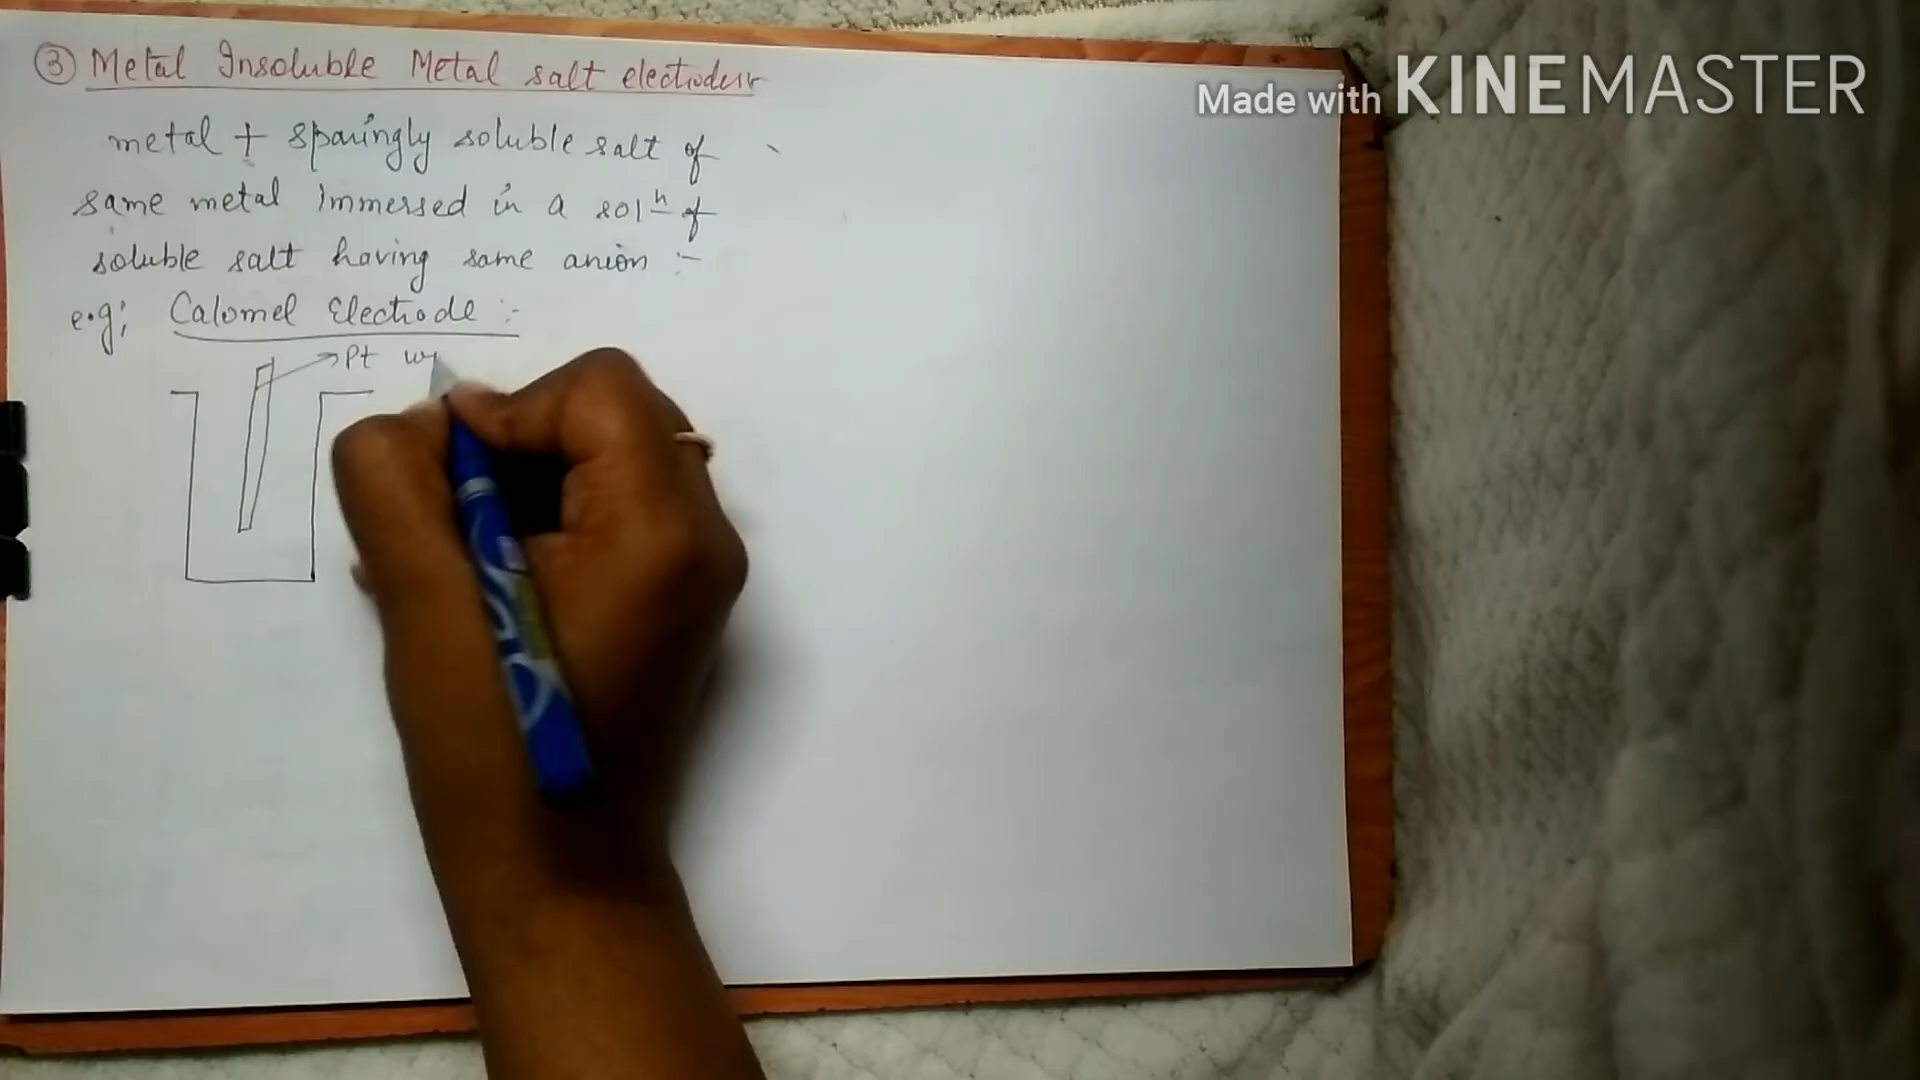 ③ Metal Insoluble Metal salt electrodes:-
metal + sparingly soluble salt of
same metal immersed in a solⁿ of
soluble salt having same anion :-
e.g; Calomel Electrode :-
→ Pt
Made with KINEMASTER